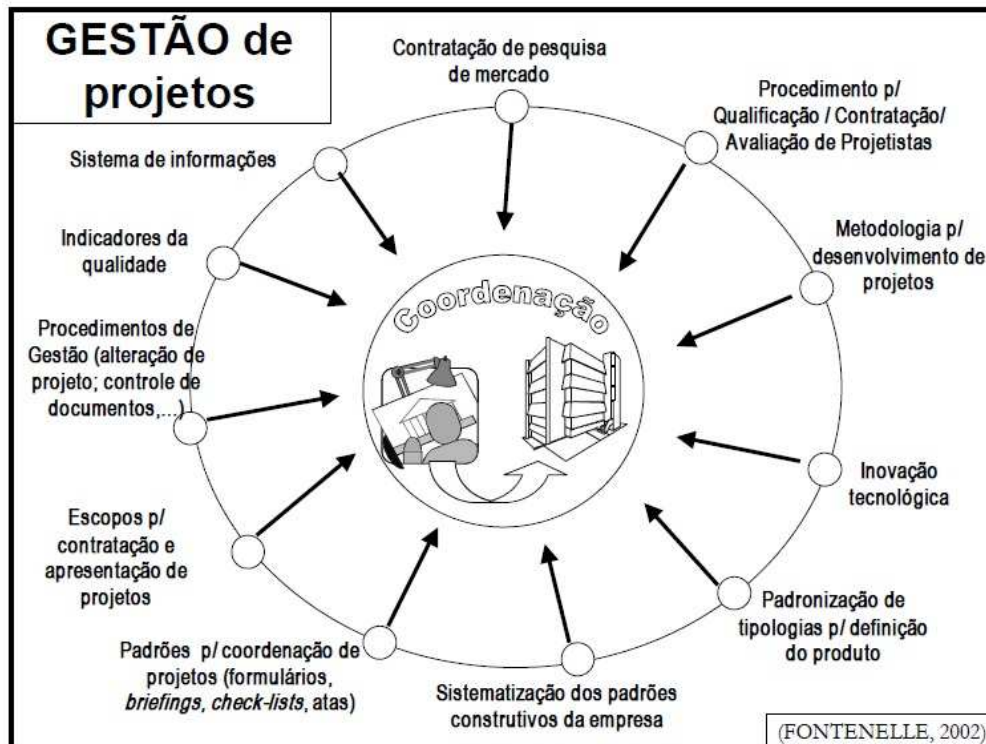 GESTÃO de
projetos
Contratação de pesquisa
de mercado
Procedimento p/
Qualificação / Contratação/
Avaliação de Projetistas
Metodologia p/
desenvolvimento de
projetos
Inovação
tecnológica
Padronização de
tipologias p/ definição
do produto
Sistematização dos padrões
construtivos da empresa
Padrões p/ coordenação de
projetos (formulários,
briefings, check-lists, atas)
Escopos p/
contratação e
apresentação de
projetos
Procedimentos de
Gestão (alteração de
projeto; controle de
documentos,...)
Indicadores da
qualidade
Sistema de informações
Coordenação
(FONTENELLE, 2002)